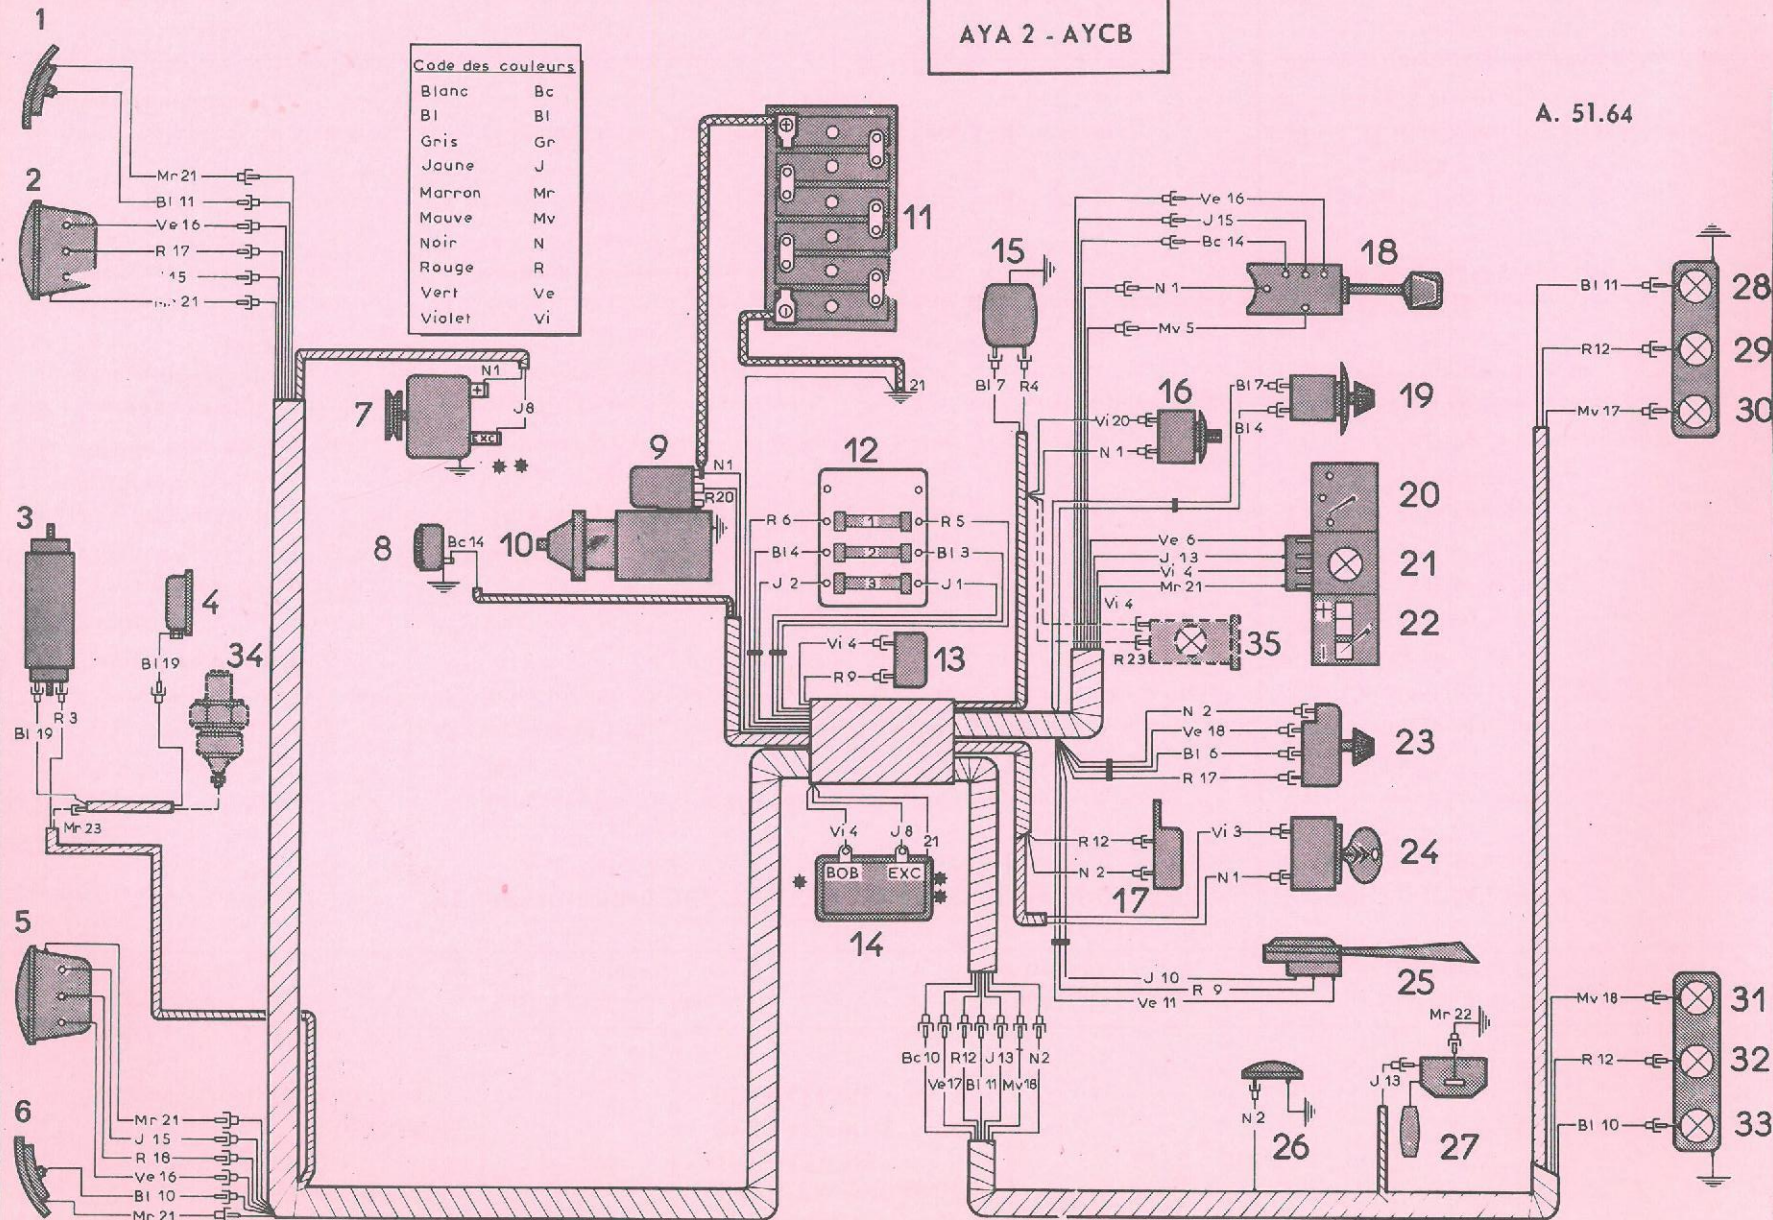 AYA 2 - AYCB
A. 51.64
Code des couleurs
Blanc Bc
Bl Bl
Gris Gr
Jaune J
Marron Mr
Mauve Mv
Noir N
Rouge R
Vert Ve
Violet Vi
1
Mr 21
Bl 11
2
Ve 16
R 17
15
21
7
N1
+
J8
EXC
**
3
Bl 19
R 3
4
Bl 19
34
Mr 23
5
6
Mr 21
J 15
R 18
Ve 16
Bl 10
Mr 21
8
Bc 14
9
N1
R20
10
11
+
-
21
12
R 6
1
R 5
Bl 4
2
Bl 3
J 2
3
J 1
13
Vi 4
R 9
14
Vi 4
J 8
21
BOB
EXC
*
**
15
Bl 7
R4
16
Vi 20
N 1
17
R 12
N 2
18
Ve 16
J 15
Bc 14
N 1
Mv 5
19
Bl 7
Bl 4
20
21
22
+
-
Ve 6
J 13
Vi 4
Mr 21
35
Vi 4
R 23
23
N 2
Ve 18
Bl 6
R 17
24
Vi 3
N 1
25
J 10
R 9
Ve 11
Bc 10
R12
J 13
N2
Ve 17
Bl 11
Mv 18
26
N 2
27
Mr 22
J 13
Bl 11
28
R 12
29
Mv 17
30
Mv 18
31
R 12
32
Bl 10
33